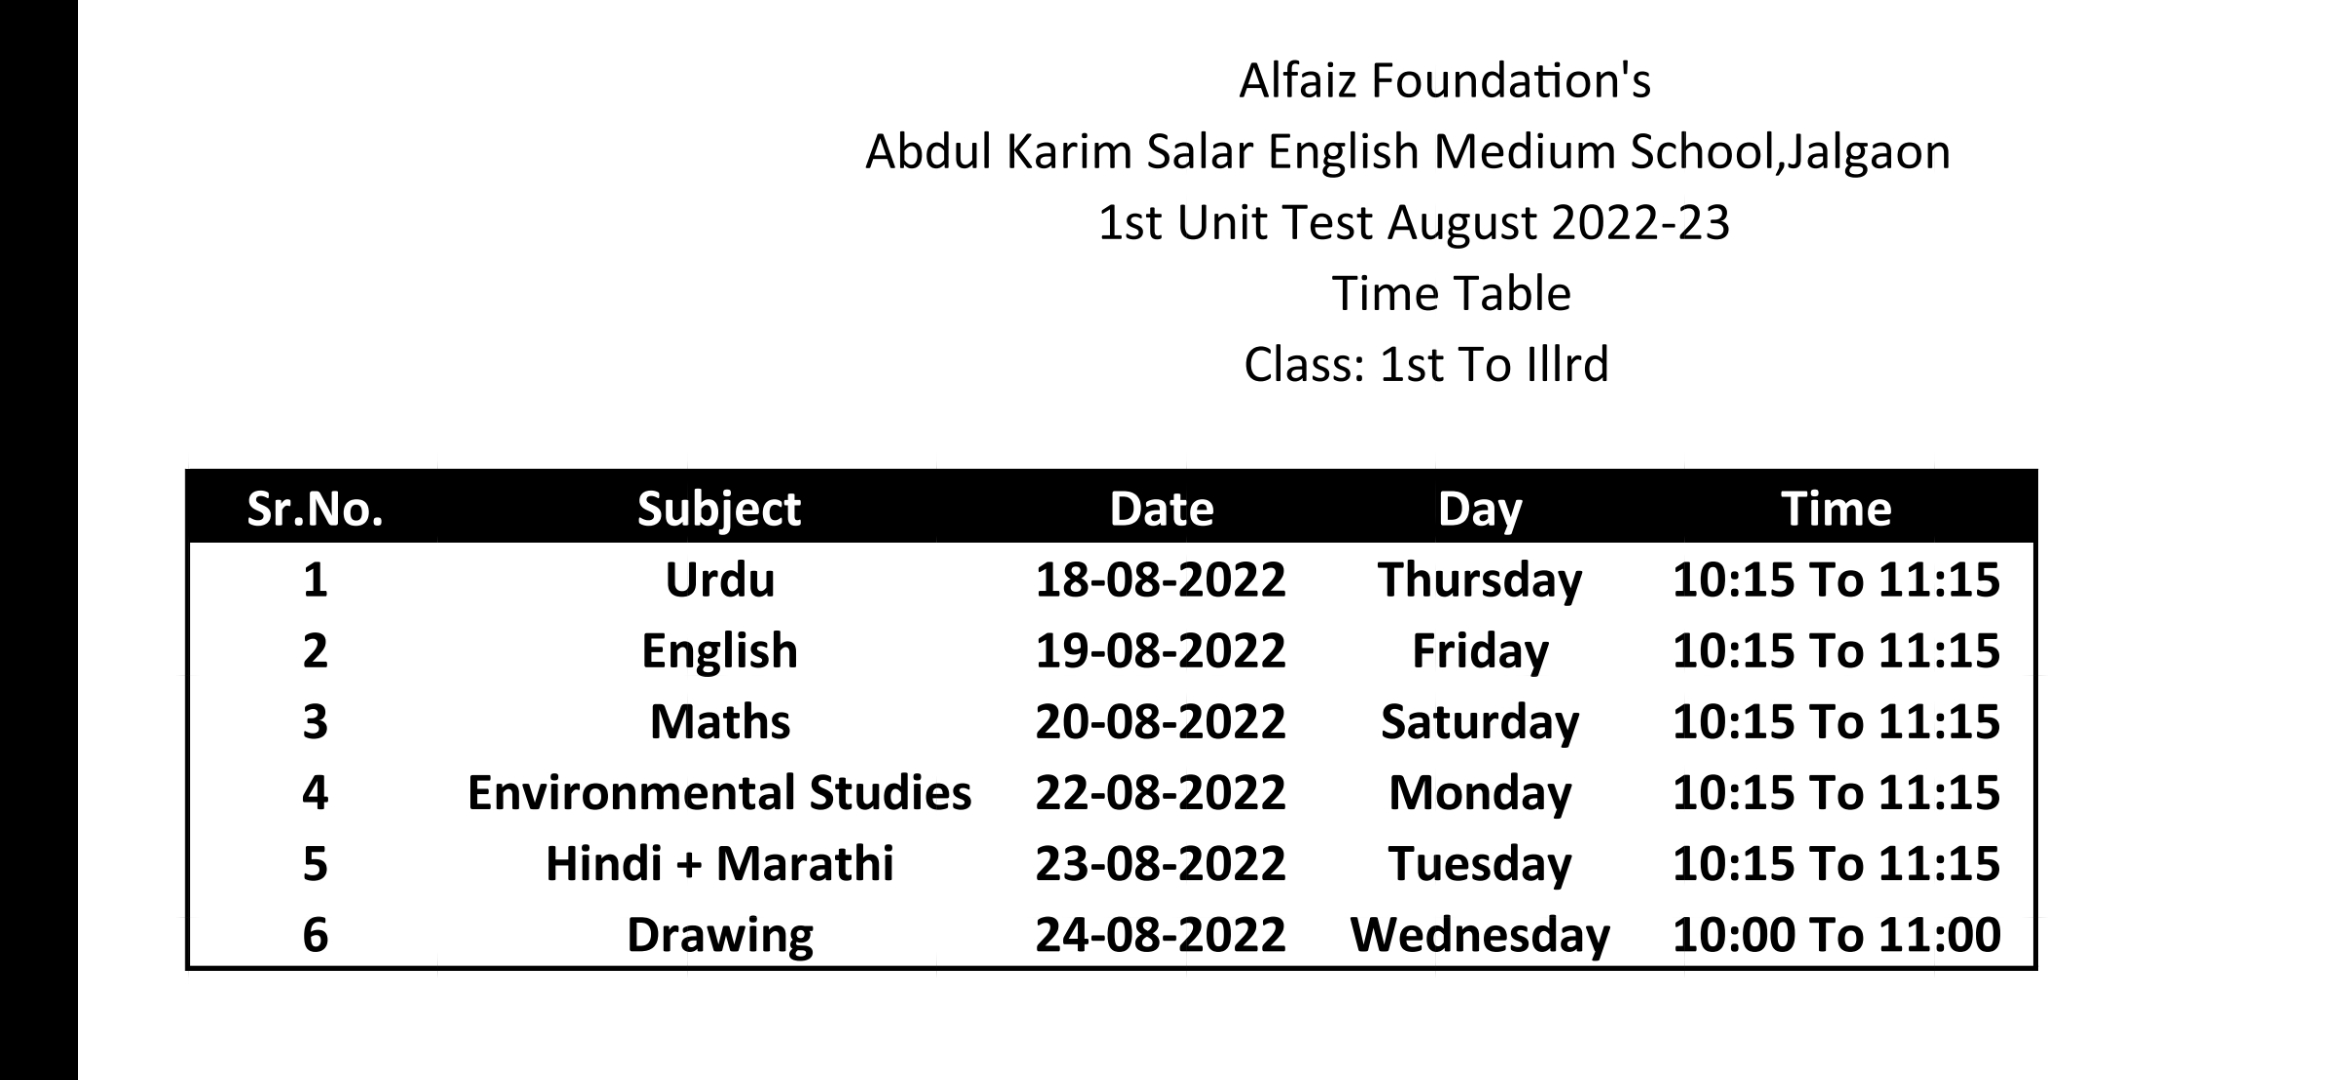 Alfaiz Foundation's
Abdul Karim Salar English Medium School,Jalgaon
1st Unit Test August 2022-23
Time Table
Class: 1st To IIIrd
Sr.No. Subject Date Day Time
1 Urdu 18-08-2022 Thursday 10:15 To 11:15
2 English 19-08-2022 Friday 10:15 To 11:15
3 Maths 20-08-2022 Saturday 10:15 To 11:15
4 Environmental Studies 22-08-2022 Monday 10:15 To 11:15
5 Hindi + Marathi 23-08-2022 Tuesday 10:15 To 11:15
6 Drawing 24-08-2022 Wednesday 10:00 To 11:00